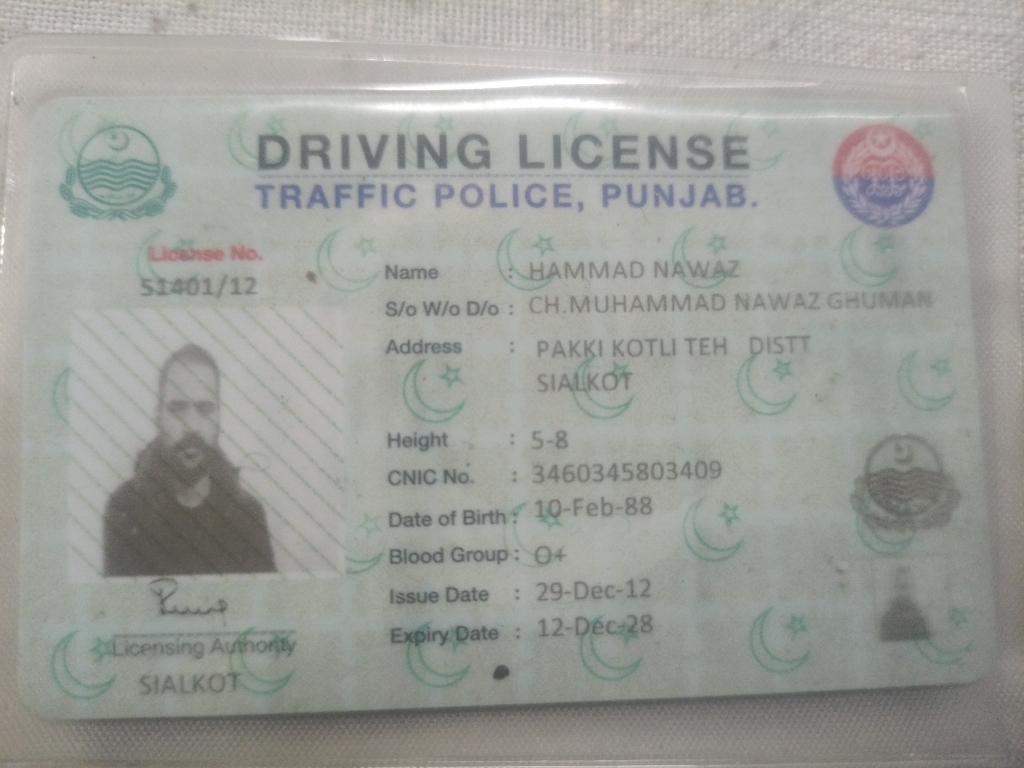 DRIVING LICENSE
TRAFFIC POLICE, PUNJAB.
License No.
51401/12
Name : HAMMAD NAWAZ
S/o W/o D/o : CH.MUHAMMAD NAWAZ GHUMAN
Address : PAKKI KOTLI TEH DISTT
SIALKOT
Height : 5-8
CNIC No. : 3460345803409
Date of Birth : 10-Feb-88
Blood Group : O+
Issue Date : 29-Dec-12
Expiry Date : 12-Dec-28
Licensing Authority
SIALKOT